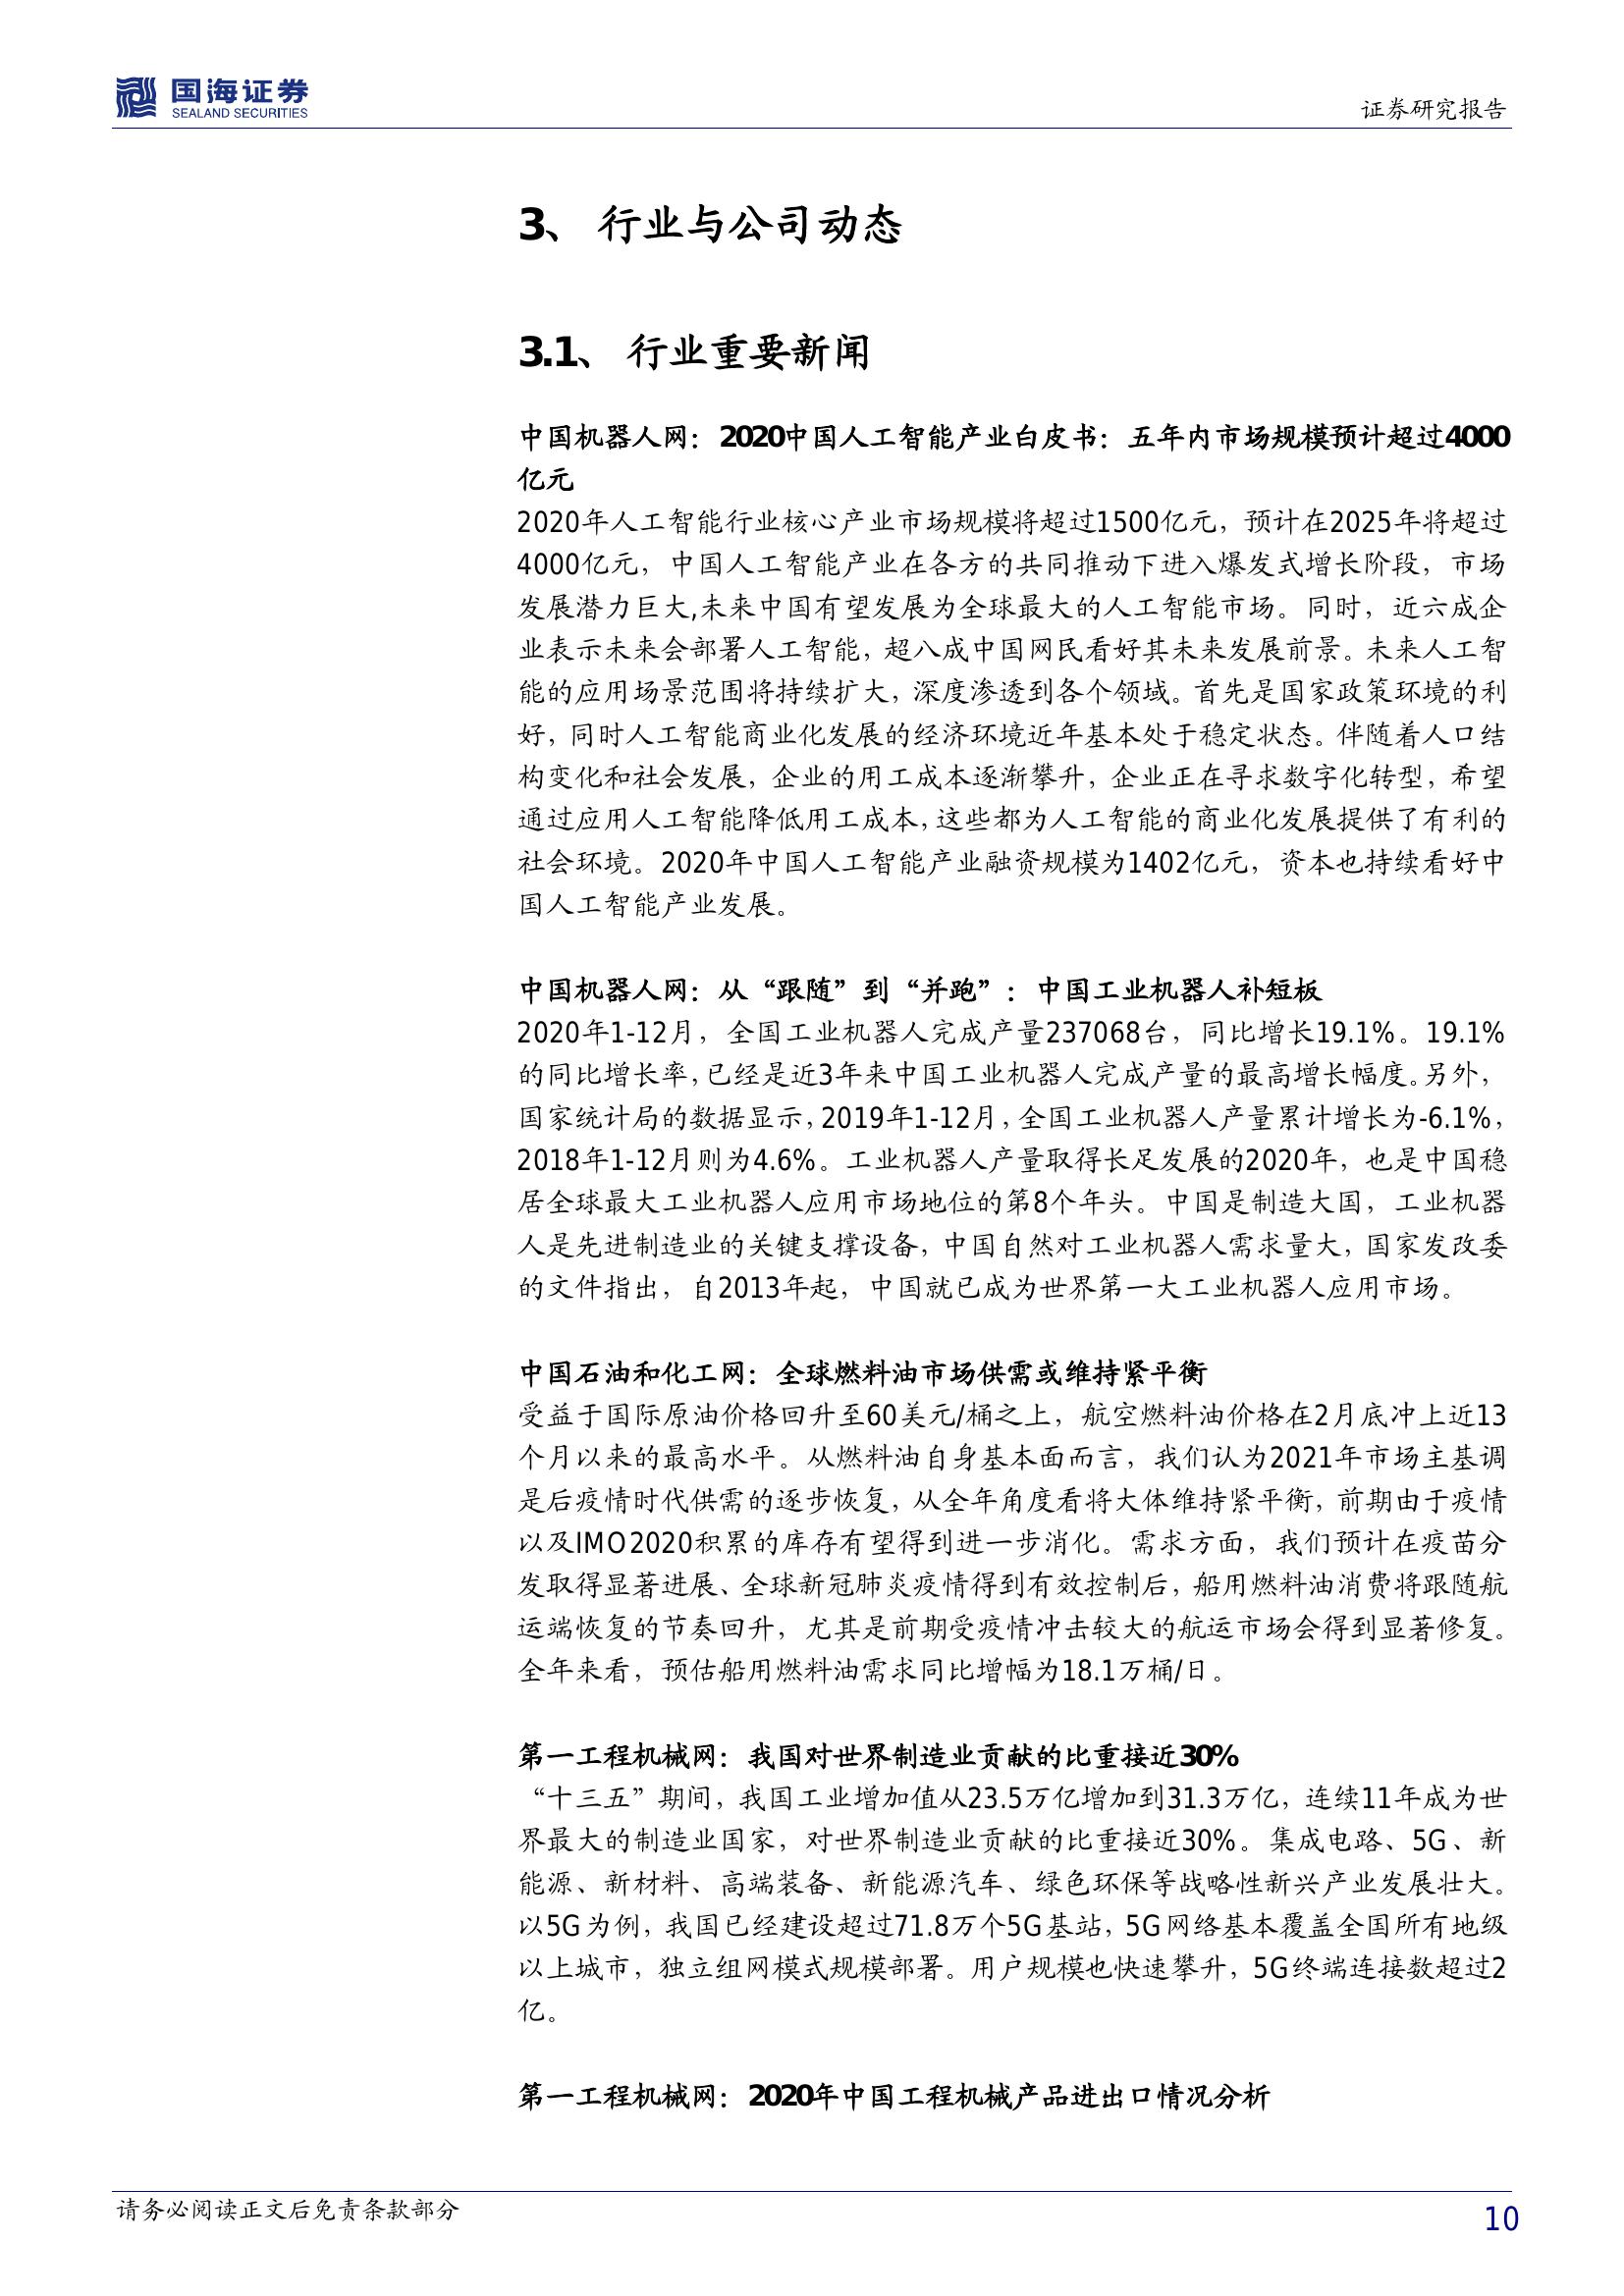 国海证券
SEALAND SECURITIES
证券研究报告
3、 行业与公司动态
3.1、 行业重要新闻
中国机器人网：2020中国人工智能产业白皮书：五年内市场规模预计超过4000
亿元
2020年人工智能行业核心产业市场规模将超过1500亿元，预计在2025年将超过
4000亿元，中国人工智能产业在各方的共同推动下进入爆发式增长阶段，市场
发展潜力巨大,未来中国有望发展为全球最大的人工智能市场。同时，近六成企
业表示未来会部署人工智能，超八成中国网民看好其未来发展前景。未来人工智
能的应用场景范围将持续扩大，深度渗透到各个领域。首先是国家政策环境的利
好，同时人工智能商业化发展的经济环境近年基本处于稳定状态。伴随着人口结
构变化和社会发展，企业的用工成本逐渐攀升，企业正在寻求数字化转型，希望
通过应用人工智能降低用工成本，这些都为人工智能的商业化发展提供了有利的
社会环境。2020年中国人工智能产业融资规模为1402亿元，资本也持续看好中
国人工智能产业发展。
中国机器人网：从“跟随”到“并跑”：中国工业机器人补短板
2020年1-12月，全国工业机器人完成产量237068台，同比增长19.1%。19.1%
的同比增长率，已经是近3年来中国工业机器人完成产量的最高增长幅度。另外，
国家统计局的数据显示，2019年1-12月，全国工业机器人产量累计增长为-6.1%，
2018年1-12月则为4.6%。工业机器人产量取得长足发展的2020年，也是中国稳
居全球最大工业机器人应用市场地位的第8个年头。中国是制造大国，工业机器
人是先进制造业的关键支撑设备，中国自然对工业机器人需求量大，国家发改委
的文件指出，自2013年起，中国就已成为世界第一大工业机器人应用市场。
中国石油和化工网：全球燃料油市场供需或维持紧平衡
受益于国际原油价格回升至60美元/桶之上，航空燃料油价格在2月底冲上近13
个月以来的最高水平。从燃料油自身基本面而言，我们认为2021年市场主基调
是后疫情时代供需的逐步恢复，从全年角度看将大体维持紧平衡，前期由于疫情
以及IMO2020积累的库存有望得到进一步消化。需求方面，我们预计在疫苗分
发取得显著进展、全球新冠肺炎疫情得到有效控制后，船用燃料油消费将跟随航
运端恢复的节奏回升，尤其是前期受疫情冲击较大的航运市场会得到显著修复。
全年来看，预估船用燃料油需求同比增幅为18.1万桶/日。
第一工程机械网：我国对世界制造业贡献的比重接近30%
“十三五”期间，我国工业增加值从23.5万亿增加到31.3万亿，连续11年成为世
界最大的制造业国家，对世界制造业贡献的比重接近30%。集成电路、5G、新
能源、新材料、高端装备、新能源汽车、绿色环保等战略性新兴产业发展壮大。
以5G为例，我国已经建设超过71.8万个5G基站，5G网络基本覆盖全国所有地级
以上城市，独立组网模式规模部署。用户规模也快速攀升，5G终端连接数超过2
亿。
第一工程机械网：2020年中国工程机械产品进出口情况分析
请务必阅读正文后免责条款部分
10